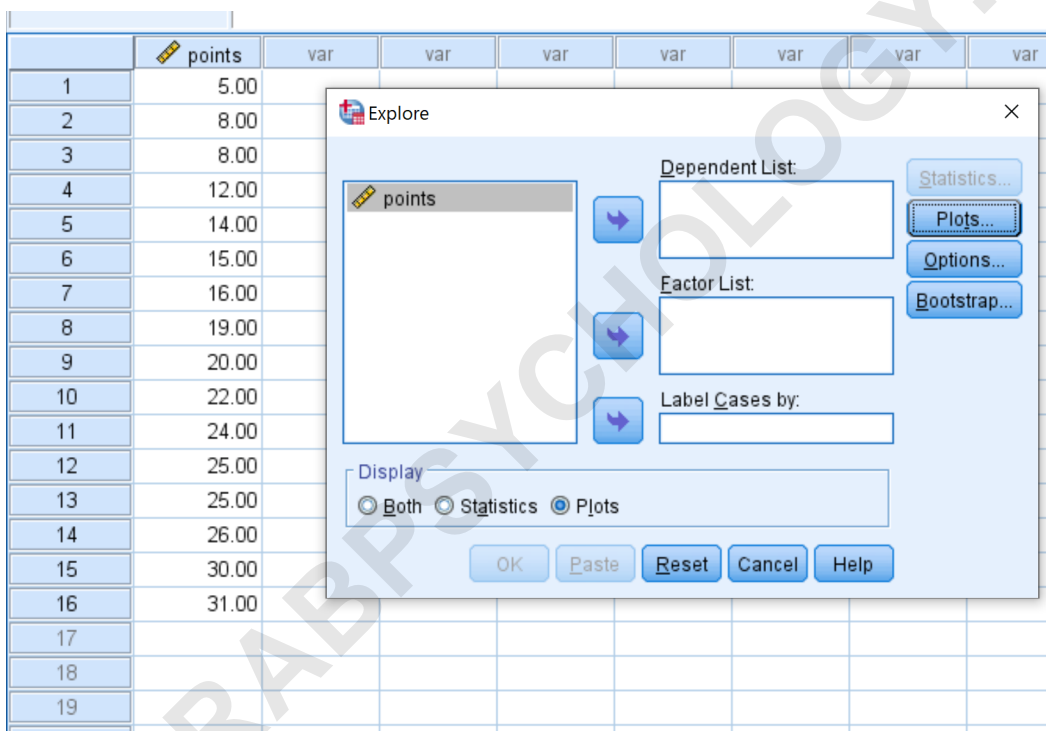 points var var var var var var var
1 5.00
2 8.00
3 8.00
4 12.00
5 14.00
6 15.00
7 16.00
8 19.00
9 20.00
10 22.00
11 24.00
12 25.00
13 25.00
14 26.00
15 30.00
16 31.00
17
18
19
Explore
points
Dependent List:
Factor List:
Label Cases by:
Statistics...
Plots...
Options...
Bootstrap...
Display
Both Statistics Plots
OK Paste Reset Cancel Help
RABPSYCHOLOGY.